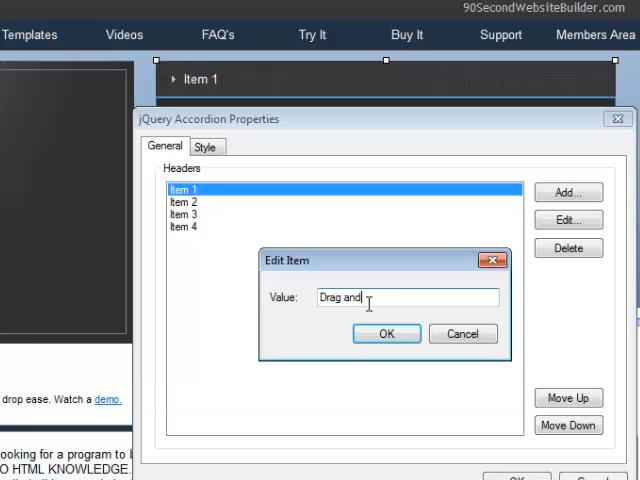 90SecondWebsiteBuilder.com
Templates Videos FAQ's Try It Buy It Support Members Area
Item 1
jQuery Accordion Properties
General Style
Headers
Item 1
Item 2
Item 3
Item 4
Add...
Edit...
Delete
Edit Item
Value: Drag and
OK Cancel
Move Up
Move Down
drop ease. Watch a demo.
ooking for a program to
O HTML KNOWLEDGE.